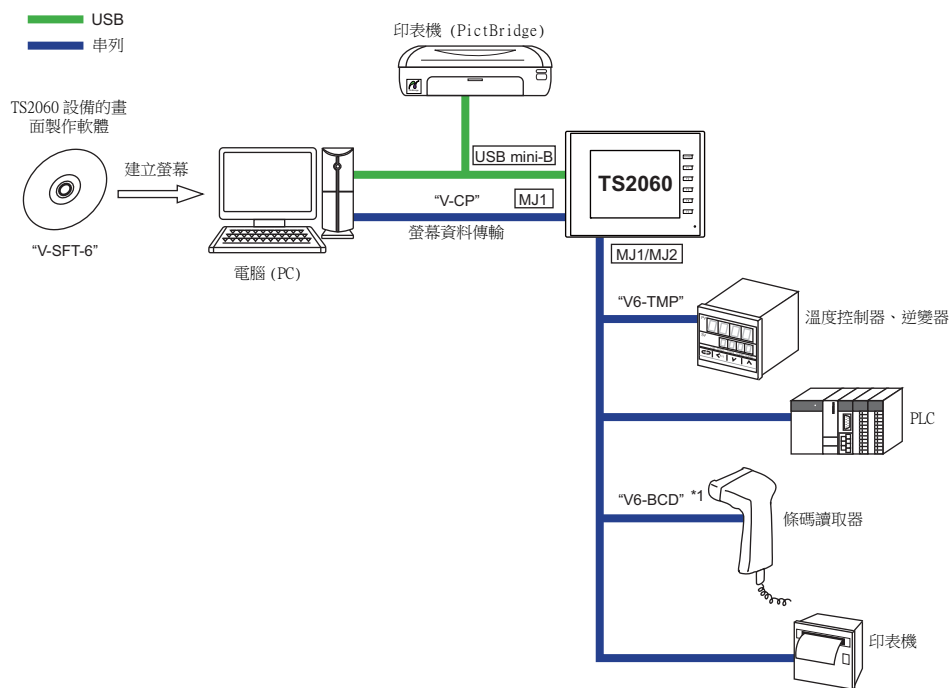 USB
串列
印表機 (PictBridge)
TS2060 設備的畫
面製作軟體
建立螢幕
“V-SFT-6”
電腦 (PC)
USB mini-B
“V-CP”
MJ1
螢幕資料傳輸
TS2060
MJ1/MJ2
“V6-TMP”
溫度控制器、逆變器
PLC
“V6-BCD” *1
條碼讀取器
印表機